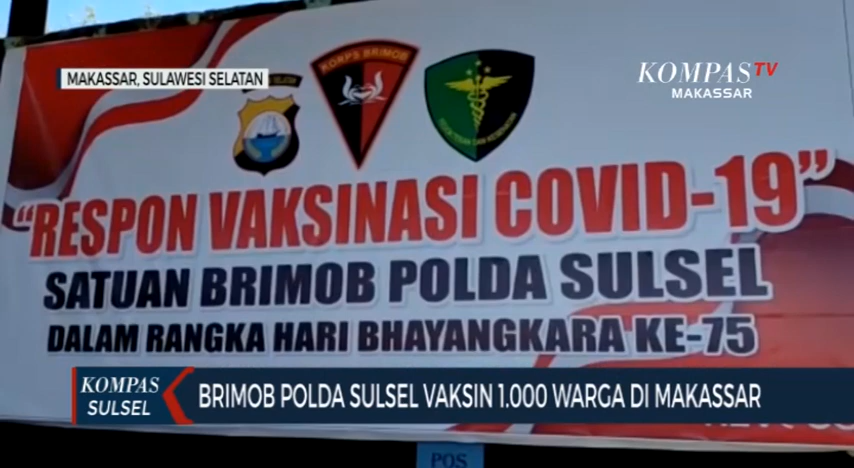 MAKASSAR, SULAWESI SELATAN
KOMPAS TV
MAKASSAR
KORPS BRIMOB
"RESPON VAKSINASI COVID-19"
SATUAN BRIMOB POLDA SULSEL
DALAM RANGKA HARI BHAYANGKARA KE-75
KOMPAS
SULSEL
BRIMOB POLDA SULSEL VAKSIN 1.000 WARGA DI MAKASSAR
POS